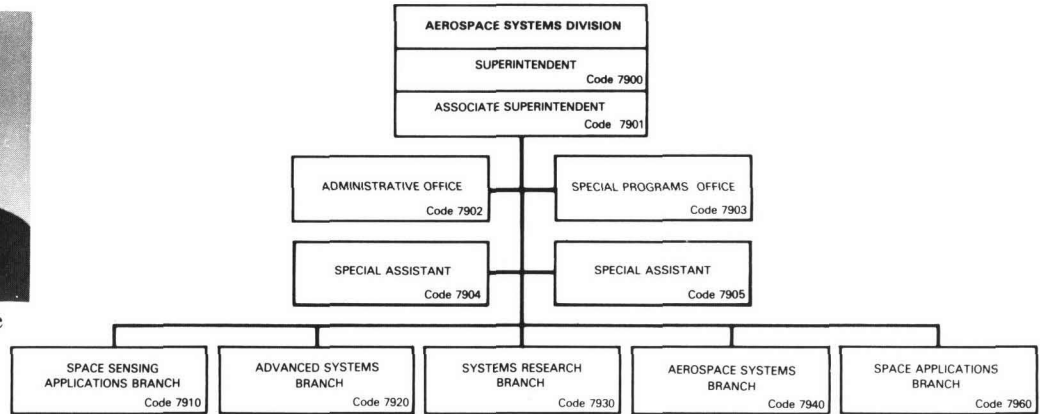 AEROSPACE SYSTEMS DIVISION
SUPERINTENDENT
Code 7900
ASSOCIATE SUPERINTENDENT
Code 7901
ADMINISTRATIVE OFFICE
Code 7902
SPECIAL PROGRAMS OFFICE
Code 7903
SPECIAL ASSISTANT
Code 7904
SPECIAL ASSISTANT
Code 7905
e
SPACE SENSING
APPLICATIONS BRANCH
Code 7910
ADVANCED SYSTEMS
BRANCH
Code 7920
SYSTEMS RESEARCH
BRANCH
Code 7930
AEROSPACE SYSTEMS
BRANCH
Code 7940
SPACE APPLICATIONS
BRANCH
Code 7960